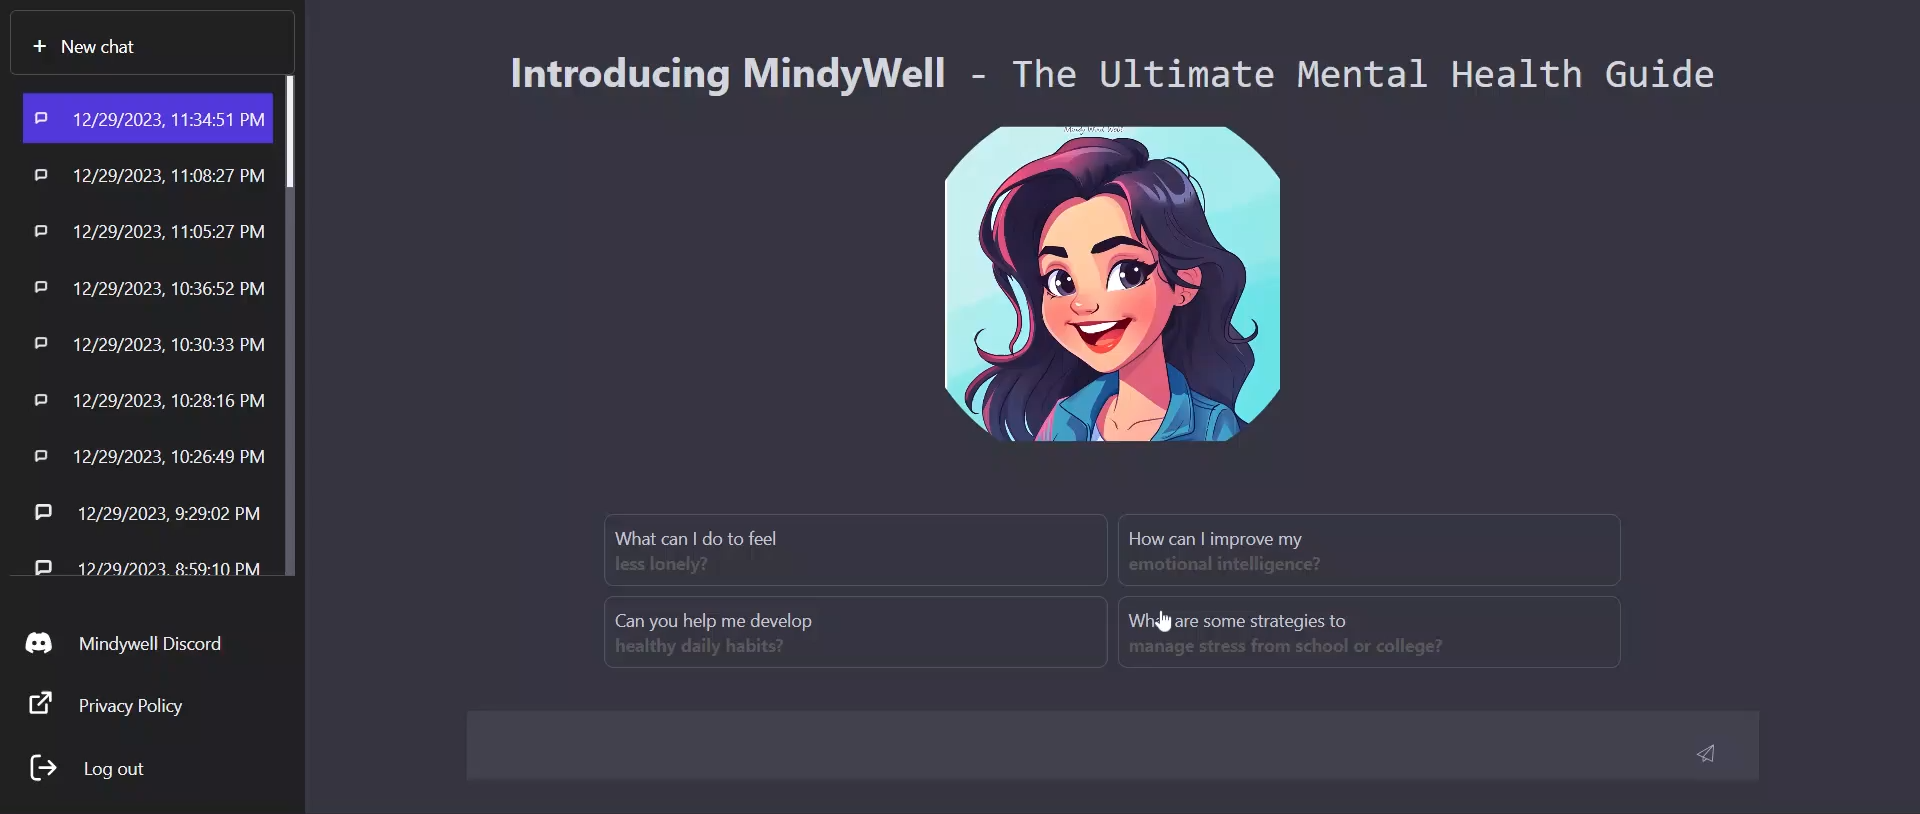 + New chat
12/29/2023, 11:34:51 PM
12/29/2023, 11:08:27 PM
12/29/2023, 11:05:27 PM
12/29/2023, 10:36:52 PM
12/29/2023, 10:30:33 PM
12/29/2023, 10:28:16 PM
12/29/2023, 10:26:49 PM
12/29/2023, 9:29:02 PM
12/29/2023, 8:59:10 PM
Mindywell Discord
Privacy Policy
Log out
Introducing MindyWell - The Ultimate Mental Health Guide
What can I do to feel
less lonely?
How can I improve my
emotional intelligence?
Can you help me develop
healthy daily habits?
What are some strategies to
manage stress from school or college?